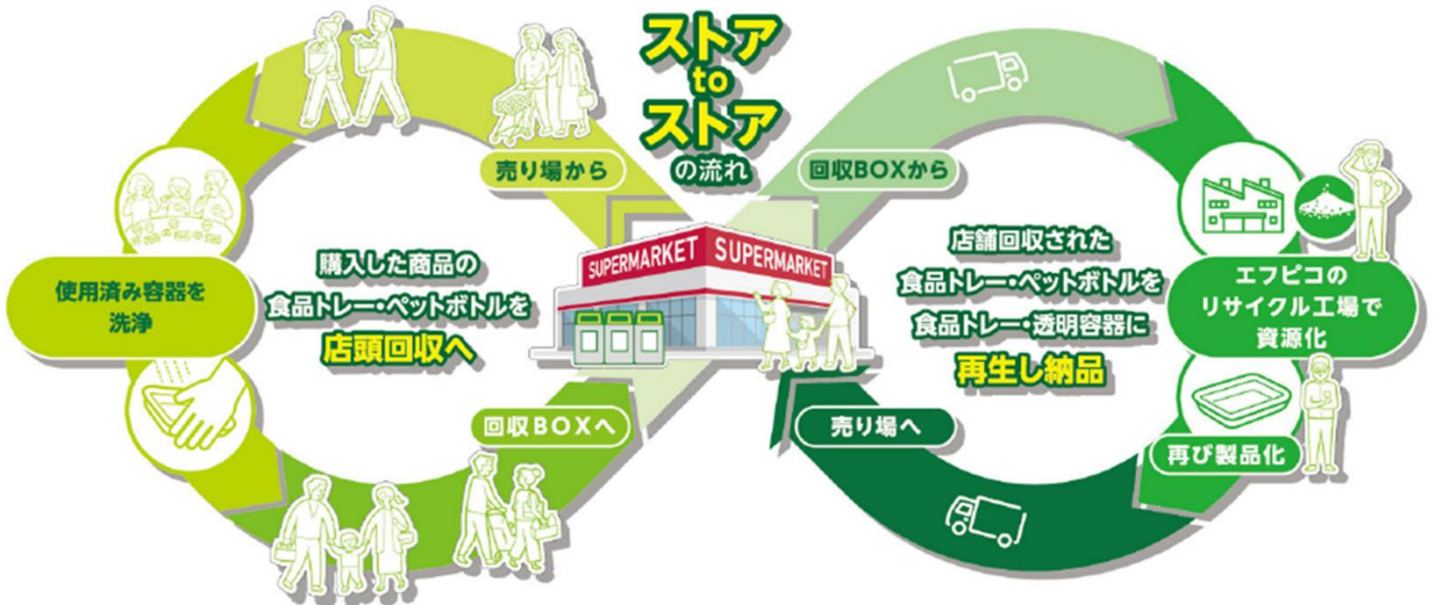 ストア
to
ストア
の流れ
売り場から
回収BOXから
使用済み容器を
洗浄
購入した商品の
食品トレー・ペットボトルを
店頭回収へ
SUPERMARKET
SUPERMARKET
店舗回収された
食品トレー・ペットボトルを
食品トレー・透明容器に
再生し納品
エフピコの
リサイクル工場で
資源化
回収BOXへ
売り場へ
再び製品化